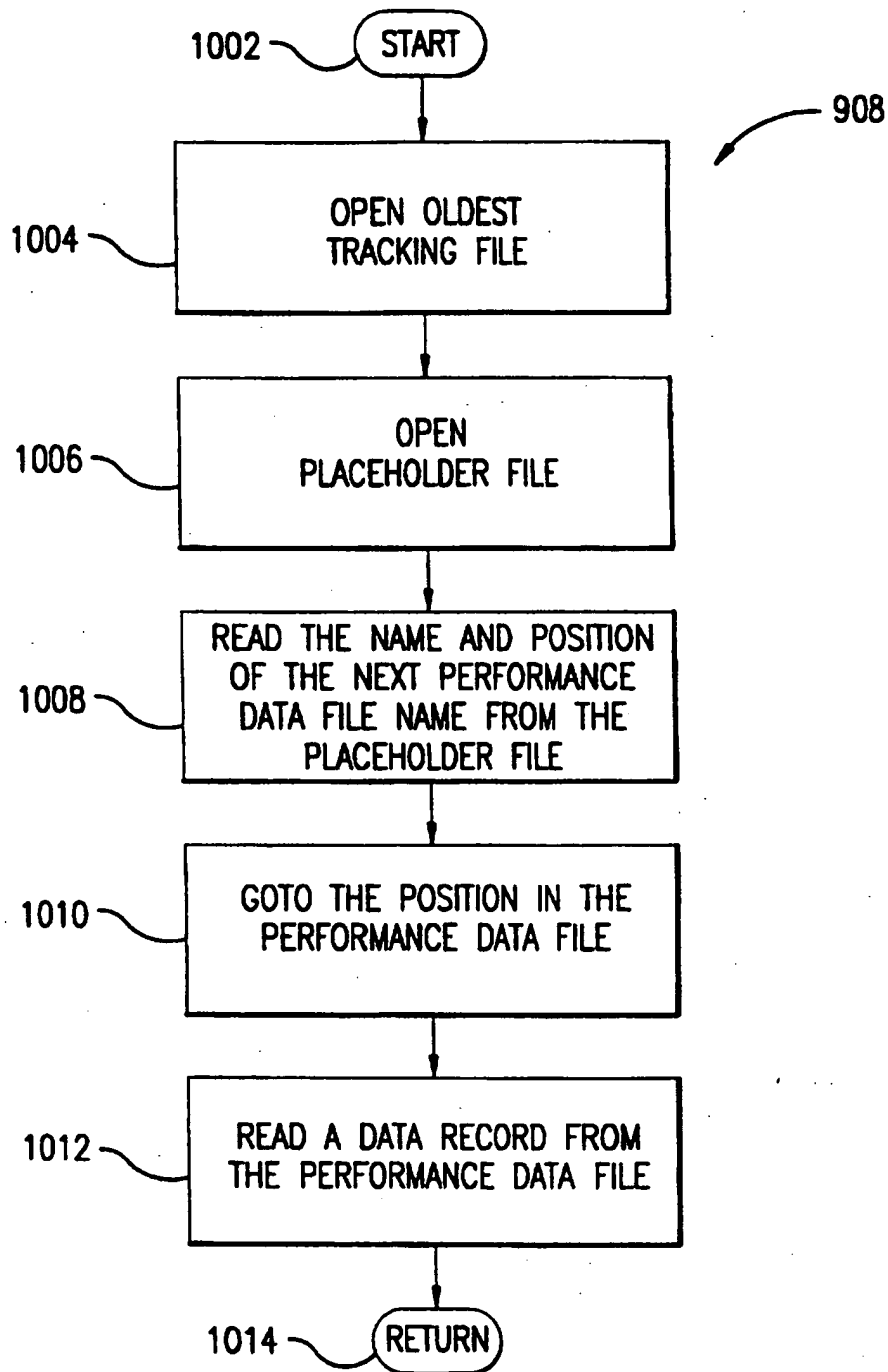 1002
START
908
1004
OPEN OLDEST
TRACKING FILE
1006
OPEN
PLACEHOLDER FILE
1008
READ THE NAME AND POSITION
OF THE NEXT PERFORMANCE
DATA FILE NAME FROM THE
PLACEHOLDER FILE
1010
GOTO THE POSITION IN THE
PERFORMANCE DATA FILE
1012
READ A DATA RECORD FROM
THE PERFORMANCE DATA FILE
1014
RETURN